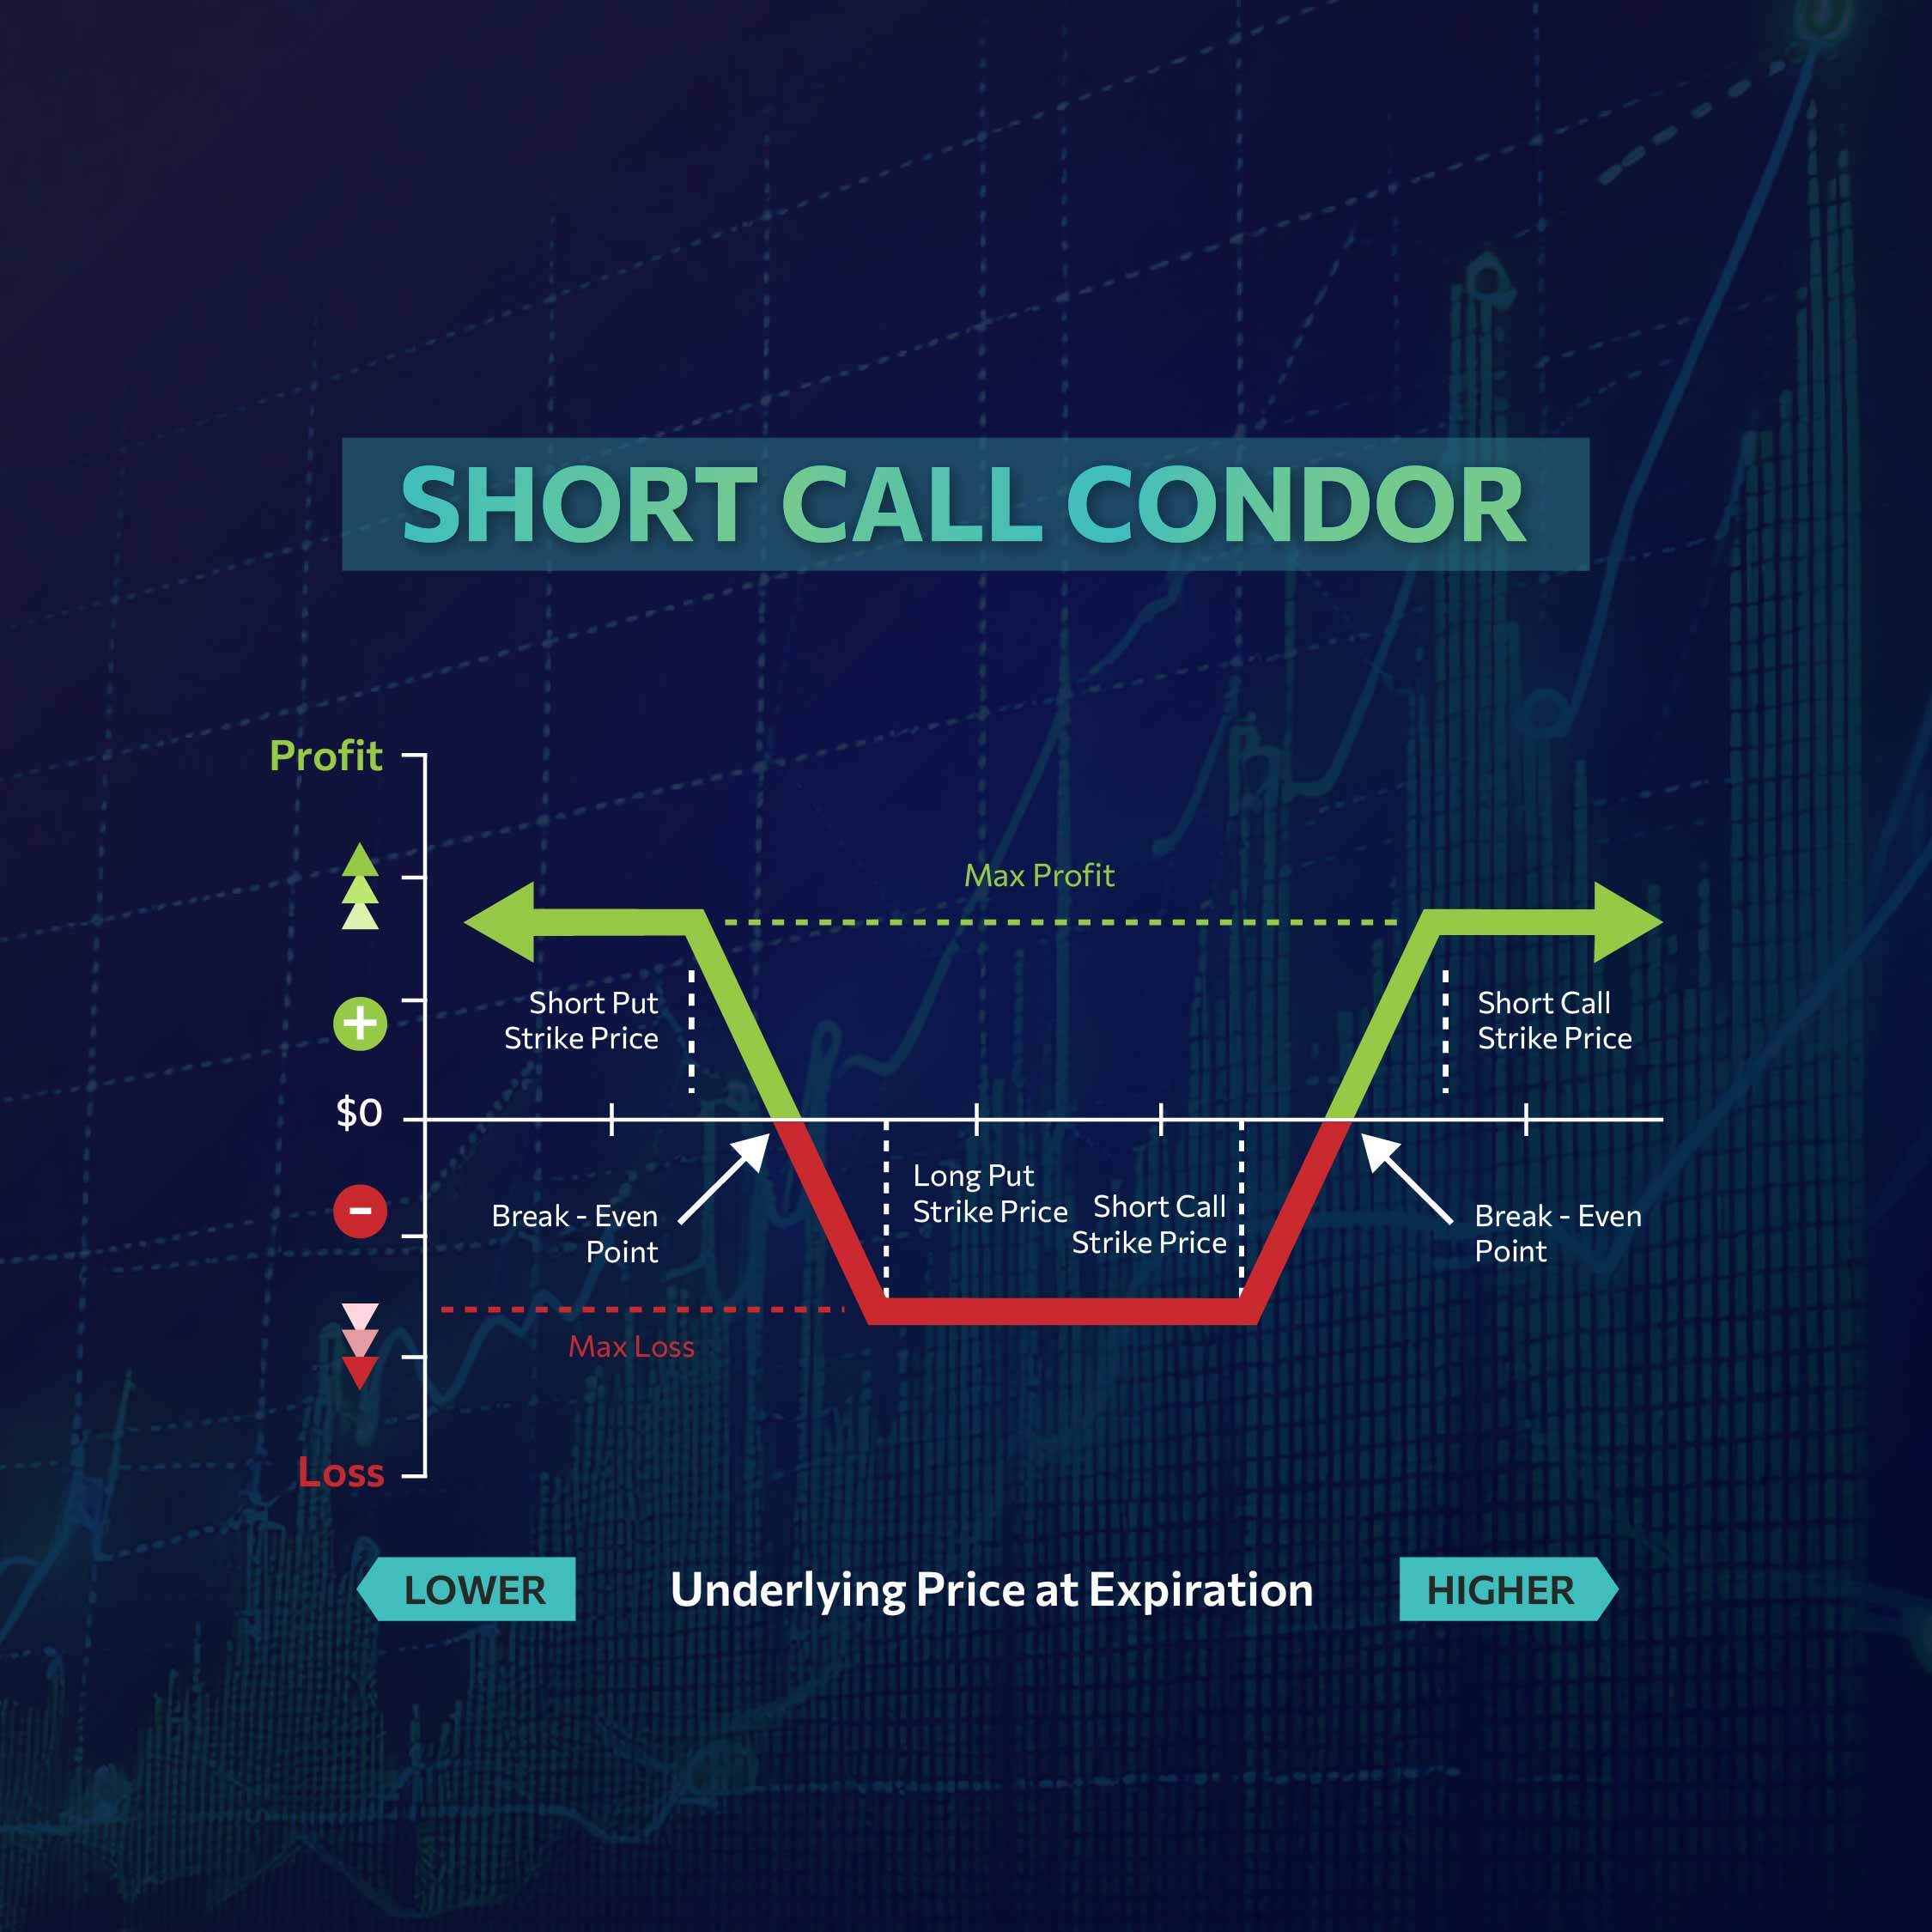 SHORT CALL CONDOR
Profit
Max Profit
Short Put
Strike Price
Short Call
Strike Price
+
$0
-
Long Put
Strike Price
Short Call
Strike Price
Break - Even
Point
Break - Even
Point
Max Loss
Loss
LOWER
Underlying Price at Expiration
HIGHER